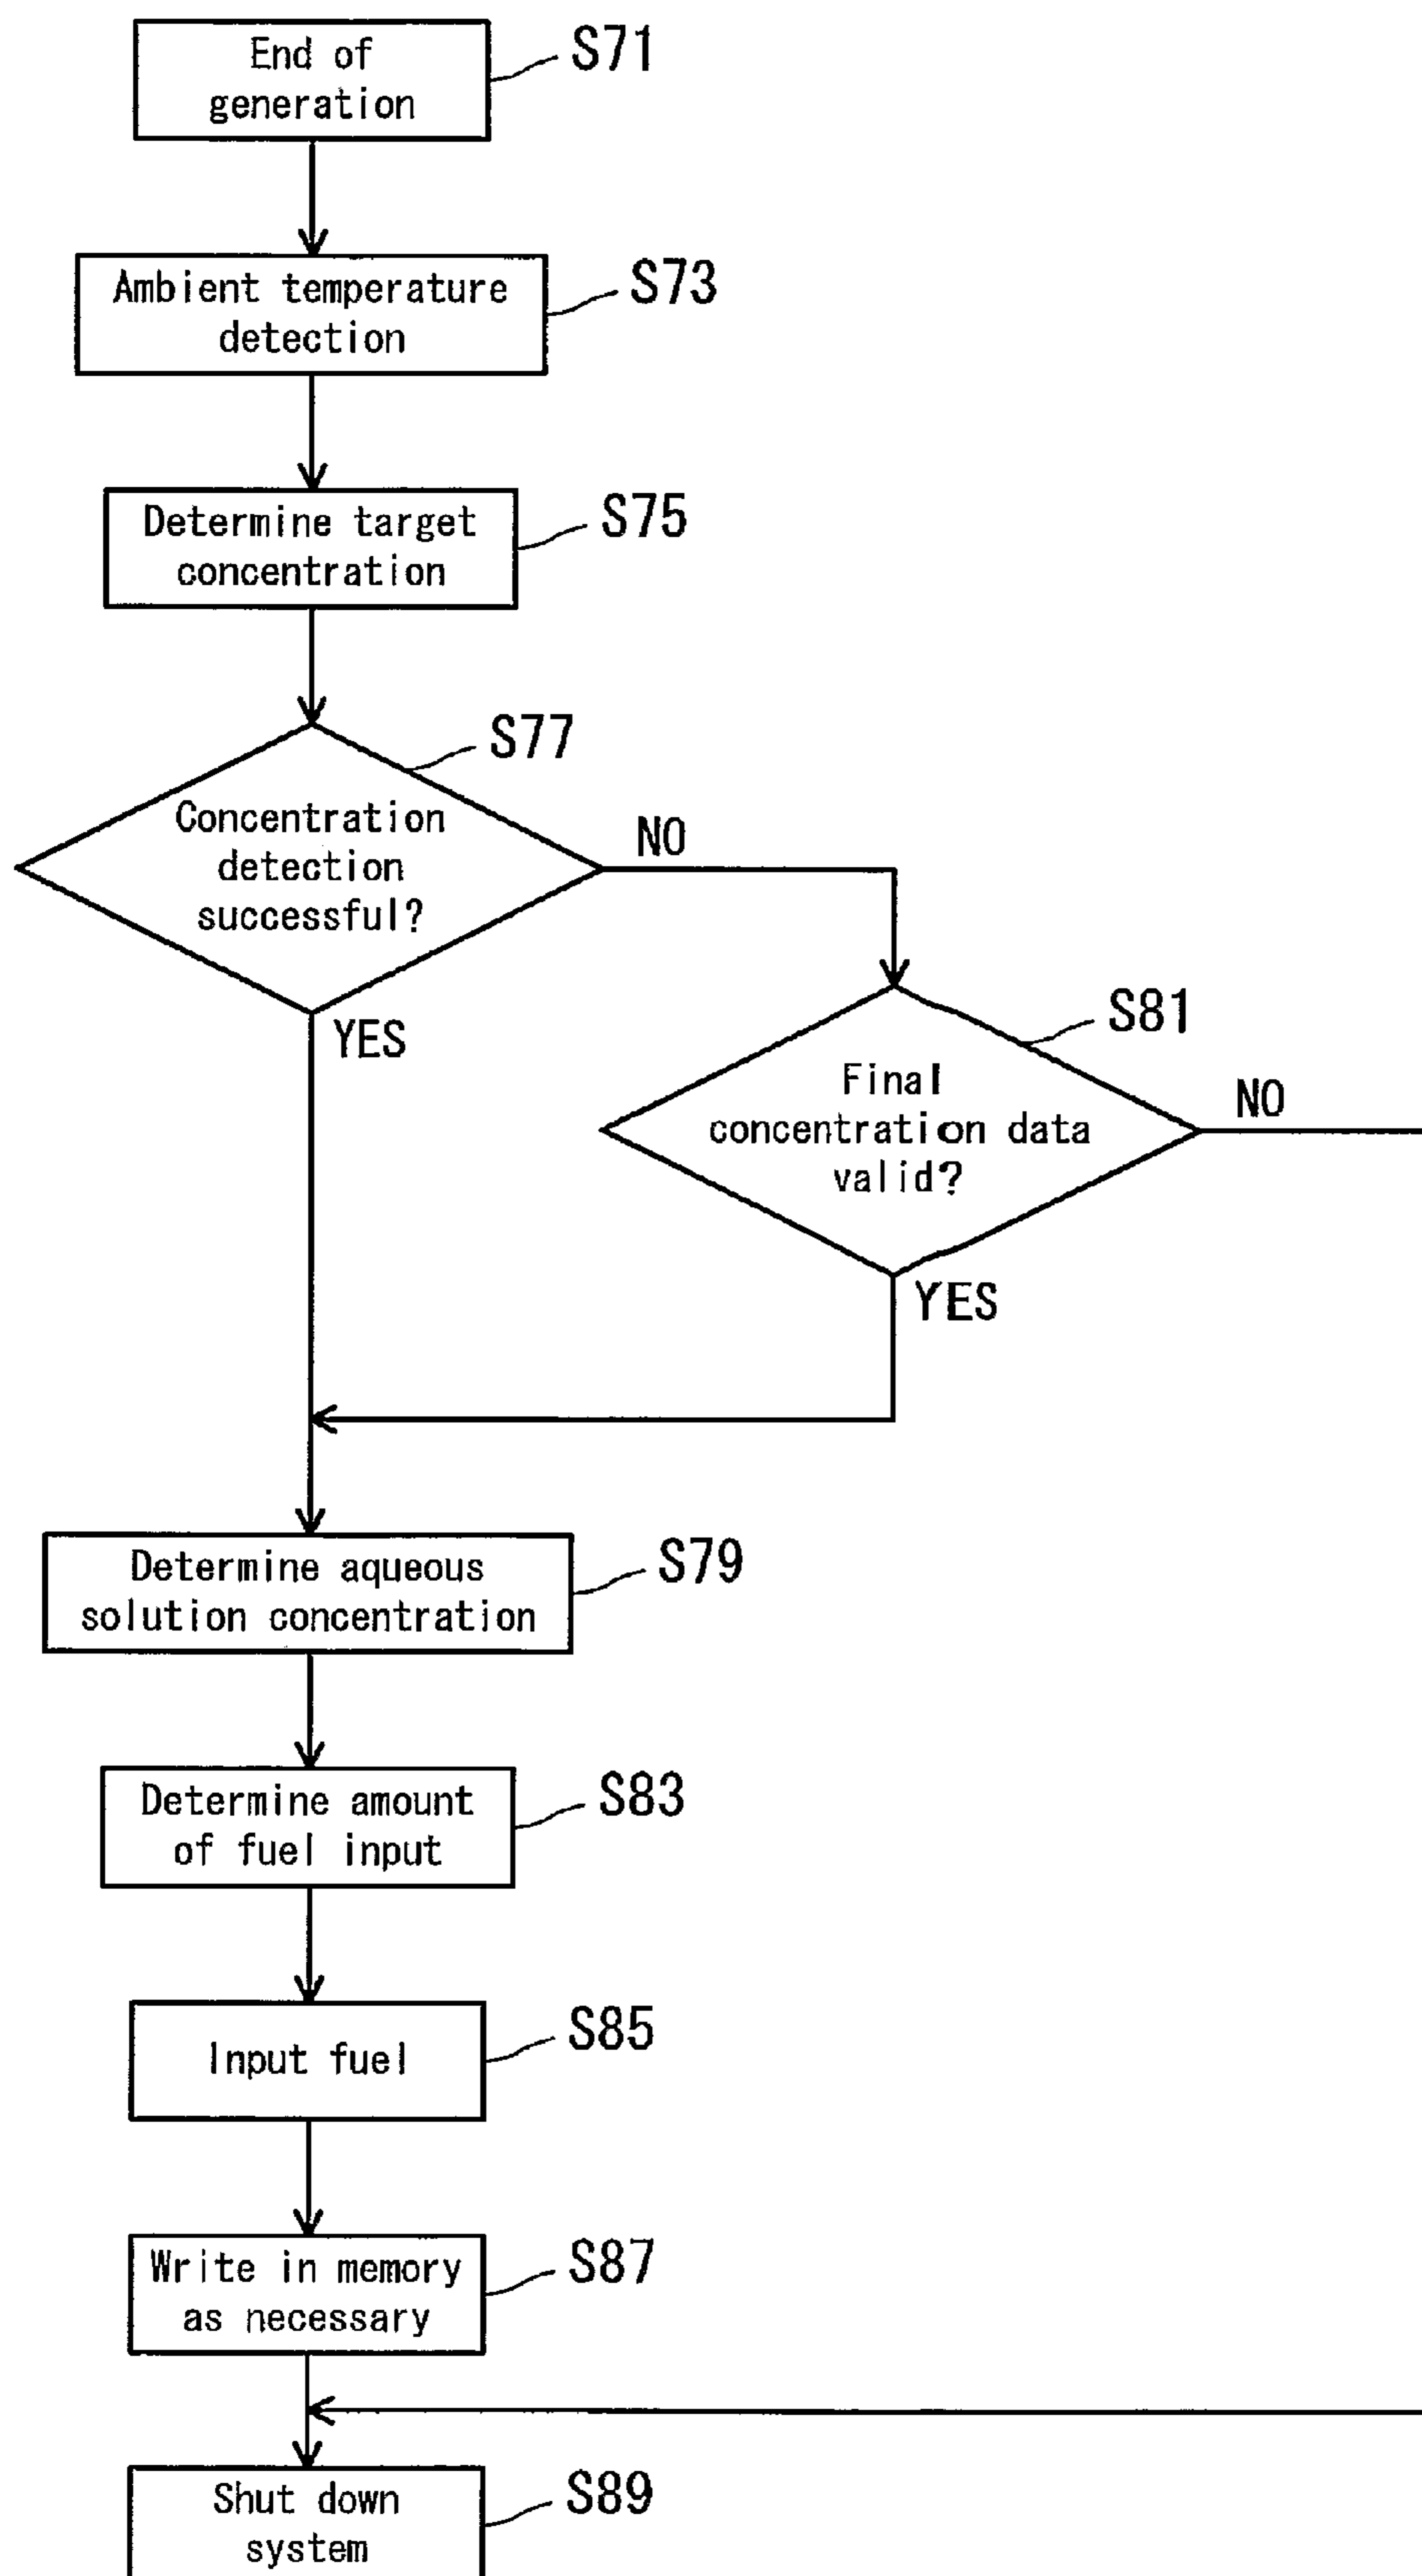 End of
generation
S71
Ambient temperature
detection
S73
Determine target
concentration
S75
S77
Concentration
detection
successful?
NO
YES
S81
Final
concentration data
valid?
NO
YES
Determine aqueous
solution concentration
S79
Determine amount
of fuel input
S83
Input fuel
S85
Write in memory
as necessary
S87
Shut down
system
S89